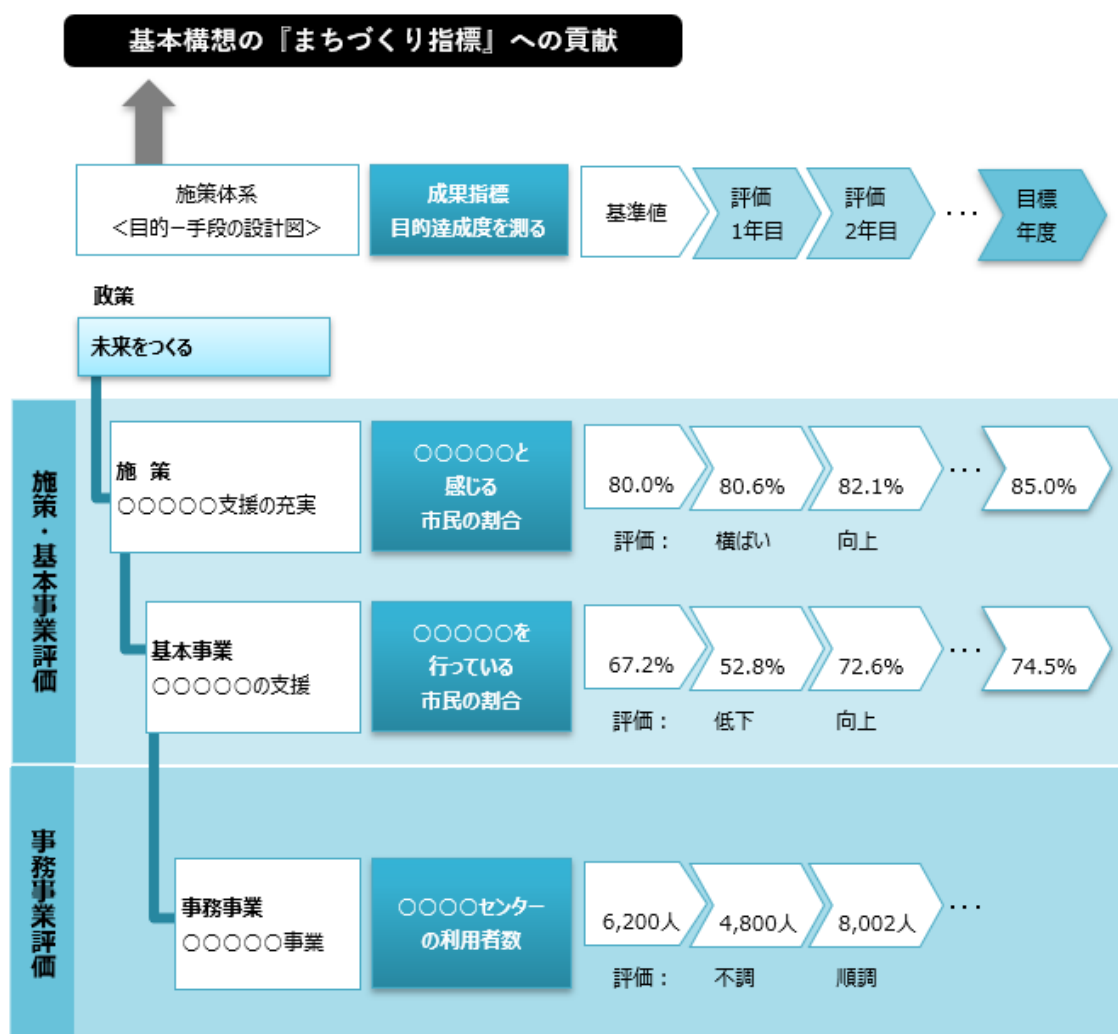 基本構想の『まちづくり指標』への貢献
施策体系
<目的－手段の設計図>
成果指標
目的達成度を測る
基準値
評価
1年目
評価
2年目
･･･
目標
年度
政策
未来をつくる
施策・基本事業評価
施 策
○○○○○支援の充実
○○○○○と
感じる
市民の割合
80.0%
80.6%
82.1%
･･･
85.0%
評価：
横ばい
向上
基本事業
○○○○○の支援
○○○○○を
行っている
市民の割合
67.2%
52.8%
72.6%
･･･
74.5%
評価：
低下
向上
事務事業評価
事務事業
○○○○○事業
○○○○センター
の利用者数
6,200人
4,800人
8,002人
･･･
評価：
不調
順調